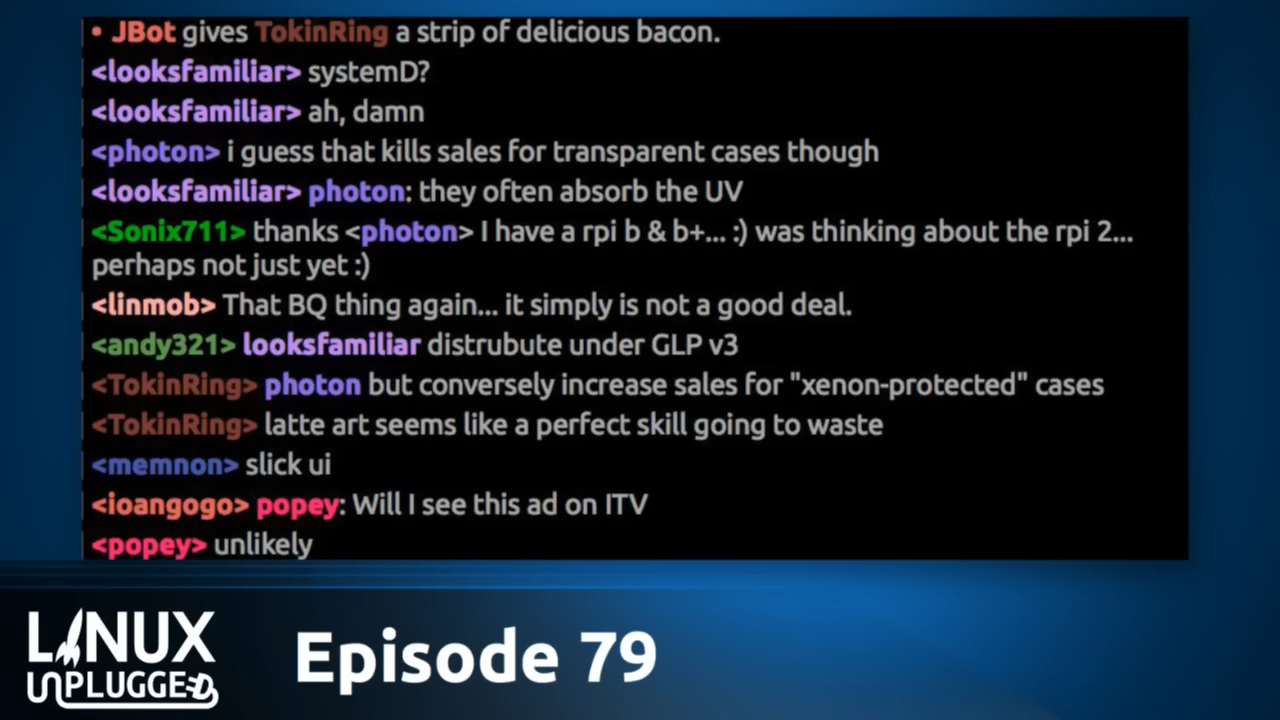 • JBot gives TokinRing a strip of delicious bacon.
<looksfamiliar> systemD?
<looksfamiliar> ah, damn
<photon> i guess that kills sales for transparent cases though
<looksfamiliar> photon: they often absorb the UV
<Sonix711> thanks <photon> I have a rpi b & b+... :) was thinking about the rpi 2...
perhaps not just yet :)
<linmob> That BQ thing again... it simply is not a good deal.
<andy321> looksfamiliar distrubute under GLP v3
<TokinRing> photon but conversely increase sales for "xenon-protected" cases
<TokinRing> latte art seems like a perfect skill going to waste
<memnon> slick ui
<ioangogo> popey: Will I see this ad on ITV
<popey> unlikely
LINUX
UNPLUGGED
Episode 79